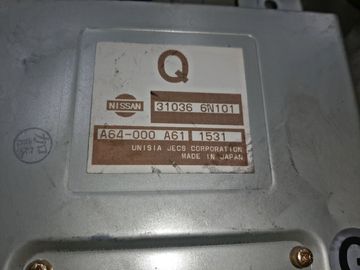 Q
NISSAN 31036 6N101
A64-000 A61 1531
UNISIA JECS CORPORATION
MADE IN JAPAN